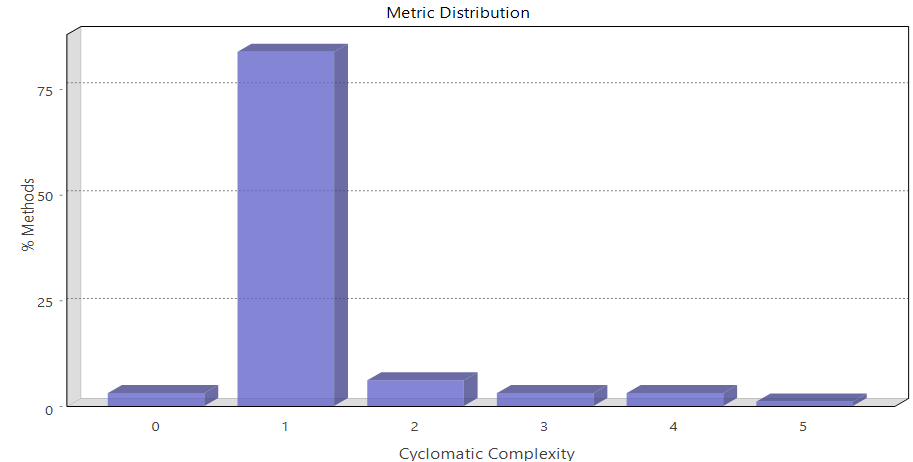 Metric Distribution
% Methods
75
50
25
0
0 1 2 3 4 5
Cyclomatic Complexity